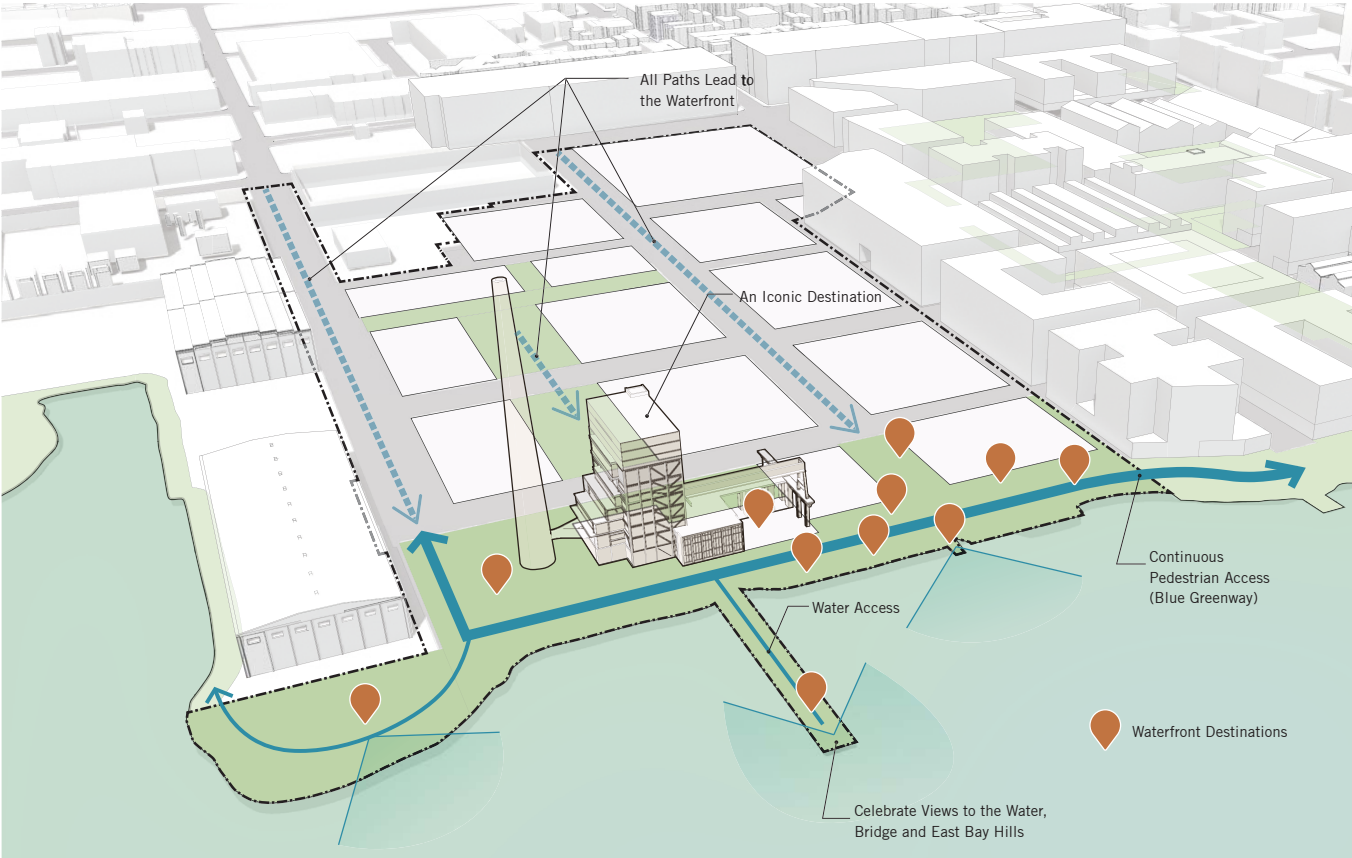 All Paths Lead to
the Waterfront
An Iconic Destination
Continuous
Pedestrian Access
(Blue Greenway)
Water Access
Waterfront Destinations
Celebrate Views to the Water,
Bridge and East Bay Hills